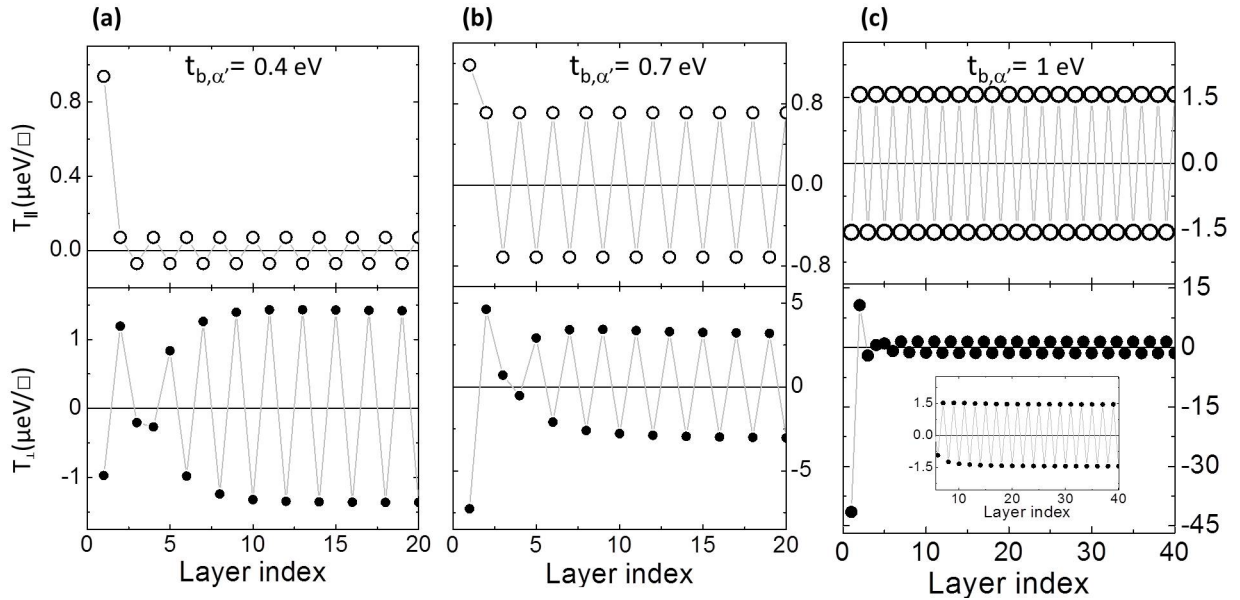 (a)
(b)
(c)
t_b,α' = 0.4 eV
t_b,α' = 0.7 eV
t_b,α' = 1 eV
T_||(μeV/□)
0.8
0.4
0.0
0.8
0.0
-0.8
1.5
0.0
-1.5
T_⊥(μeV/□)
1
0
-1
5
0
-5
15
0
-15
-30
-45
1.5
0.0
-1.5
10 20 30 40
Layer index
0 5 10 15 20
0 5 10 15 20
0 10 20 30 40
Layer index
Layer index
Layer index